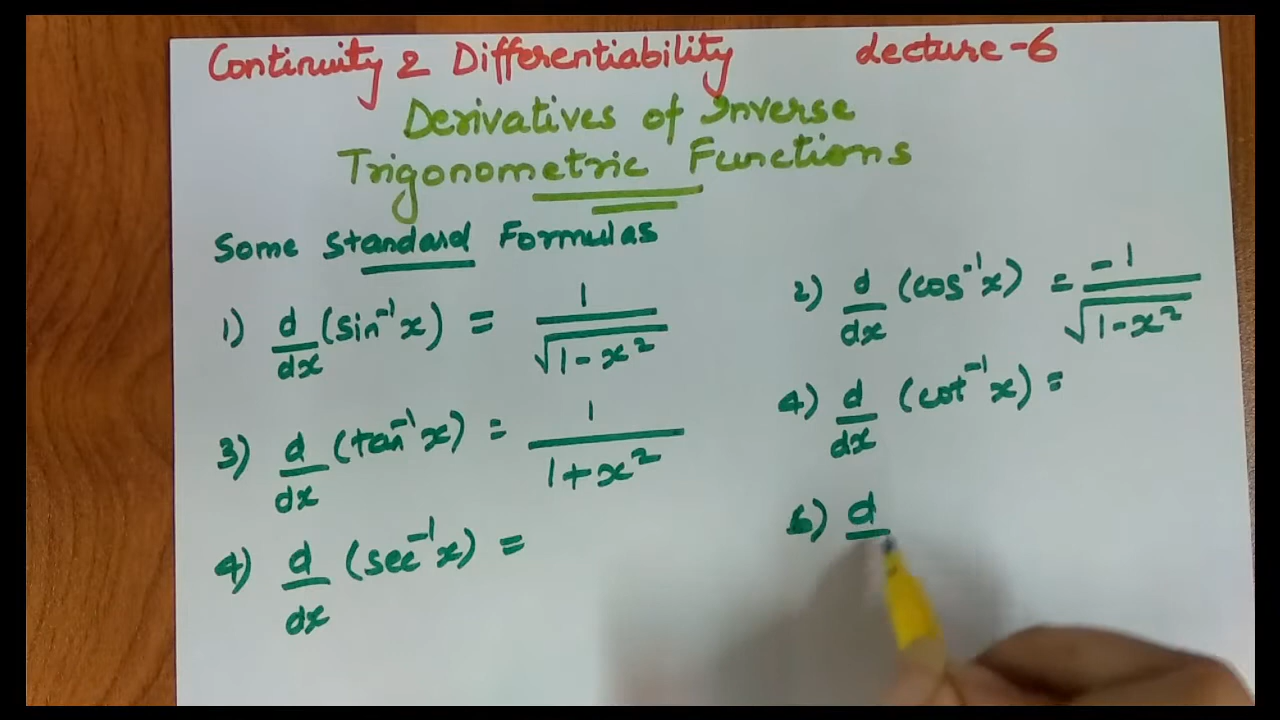 Continuity & Differentiability Lecture-6
Derivatives of Inverse
Trigonometric Functions
Some Standard Formulas
1) d/dx (sin⁻¹x) = 1/√(1-x²)
2) d/dx (cos⁻¹x) = -1/√(1-x²)
3) d/dx (tan⁻¹x) = 1/(1+x²)
4) d/dx (cot⁻¹x) =
4) d/dx (sec⁻¹x) =
6) d